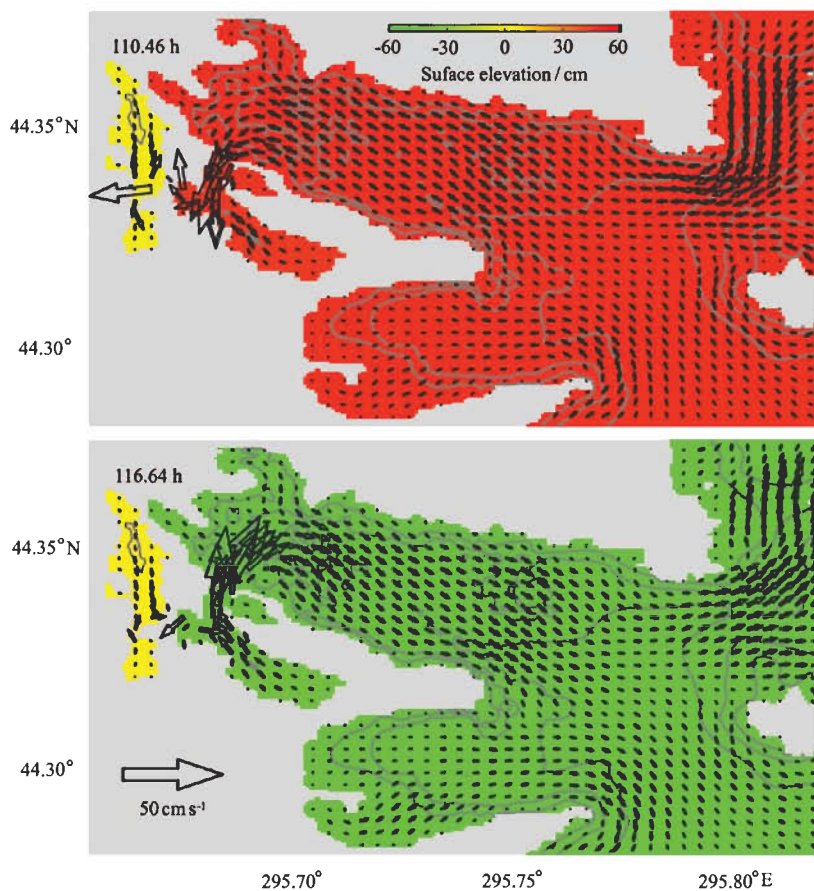 110.46 h
-60 -30 0 30 60
Suface elevation / cm
44.35°N
44.30°
116.64 h
44.35°N
44.30°
50 cm s-1
295.70° 295.75° 295.80°E